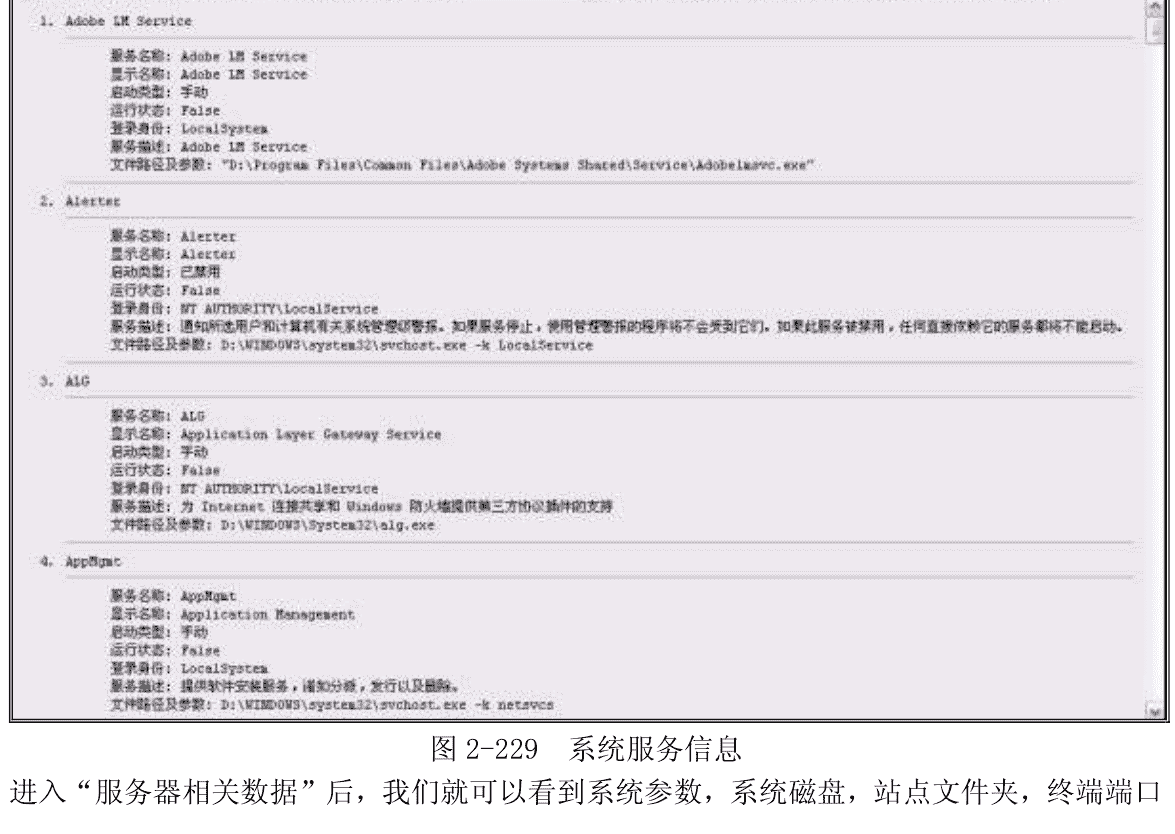 1. Adobe LM Service
服务名称: Adobe LM Service
显示名称: Adobe LM Service
启动类型: 手动
运行状态: False
登录身份: LocalSystem
服务描述: Adobe LM Service
文件路径及参数: "D:\Program Files\Common Files\Adobe Systems Shared\Service\Adobelmsvc.exe"
2. Alerter
服务名称: Alerter
显示名称: Alerter
启动类型: 已禁用
运行状态: False
登录身份: NT AUTHORITY\LocalService
服务描述: 通知所选用户和计算机有关系统管理级警报。如果服务停止，使用管理警报的程序将不会受到它们。如果此服务被禁用，任何直接依赖它的服务都将不能启动。
文件路径及参数: D:\WINDOWS\system32\svchost.exe -k LocalService
3. ALG
服务名称: ALG
显示名称: Application Layer Gateway Service
启动类型: 手动
运行状态: False
登录身份: NT AUTHORITY\LocalService
服务描述: 为 Internet 连接共享和 Windows 防火墙提供第三方协议插件的支持
文件路径及参数: D:\WINDOWS\System32\alg.exe
4. AppMgmt
服务名称: AppMgmt
显示名称: Application Management
启动类型: 手动
运行状态: False
登录身份: LocalSystem
服务描述: 提供软件安装服务，诸如分派，发行以及删除。
文件路径及参数: D:\WINDOWS\system32\svchost.exe -k netsvcs
图 2-229 系统服务信息
进入“服务器相关数据”后，我们就可以看到系统参数，系统磁盘，站点文件夹，终端端口